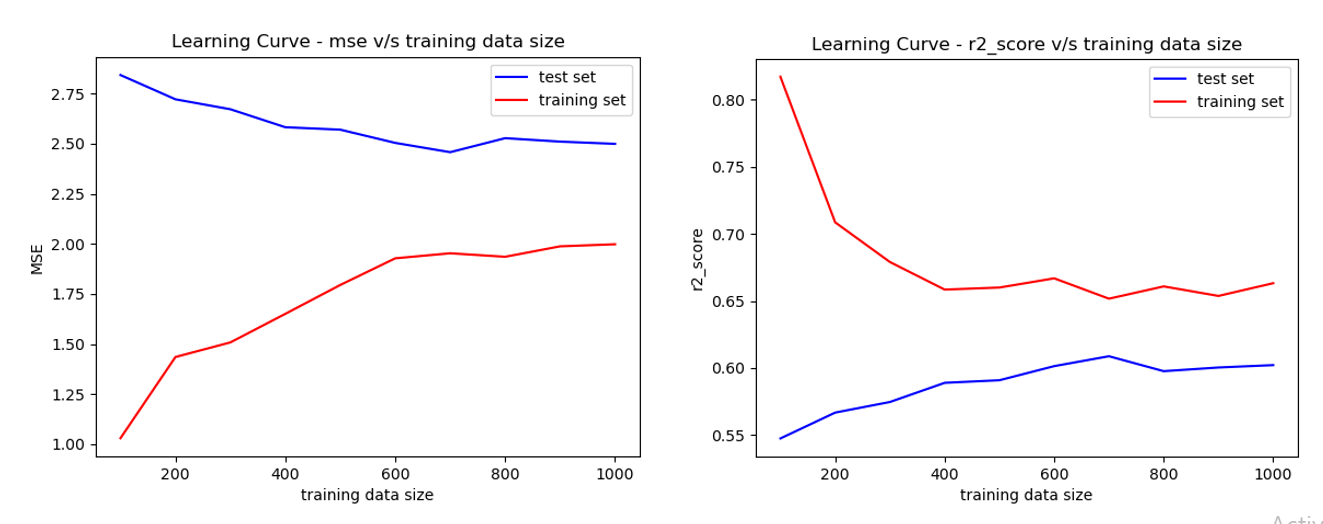 Learning Curve - mse v/s training data size
test set
training set
2.75
2.50
2.25
2.00
1.75
1.50
1.25
1.00
MSE
200 400 600 800 1000
training data size
Learning Curve - r2_score v/s training data size
test set
training set
0.80
0.75
0.70
0.65
0.60
0.55
r2_score
200 400 600 800 1000
training data size